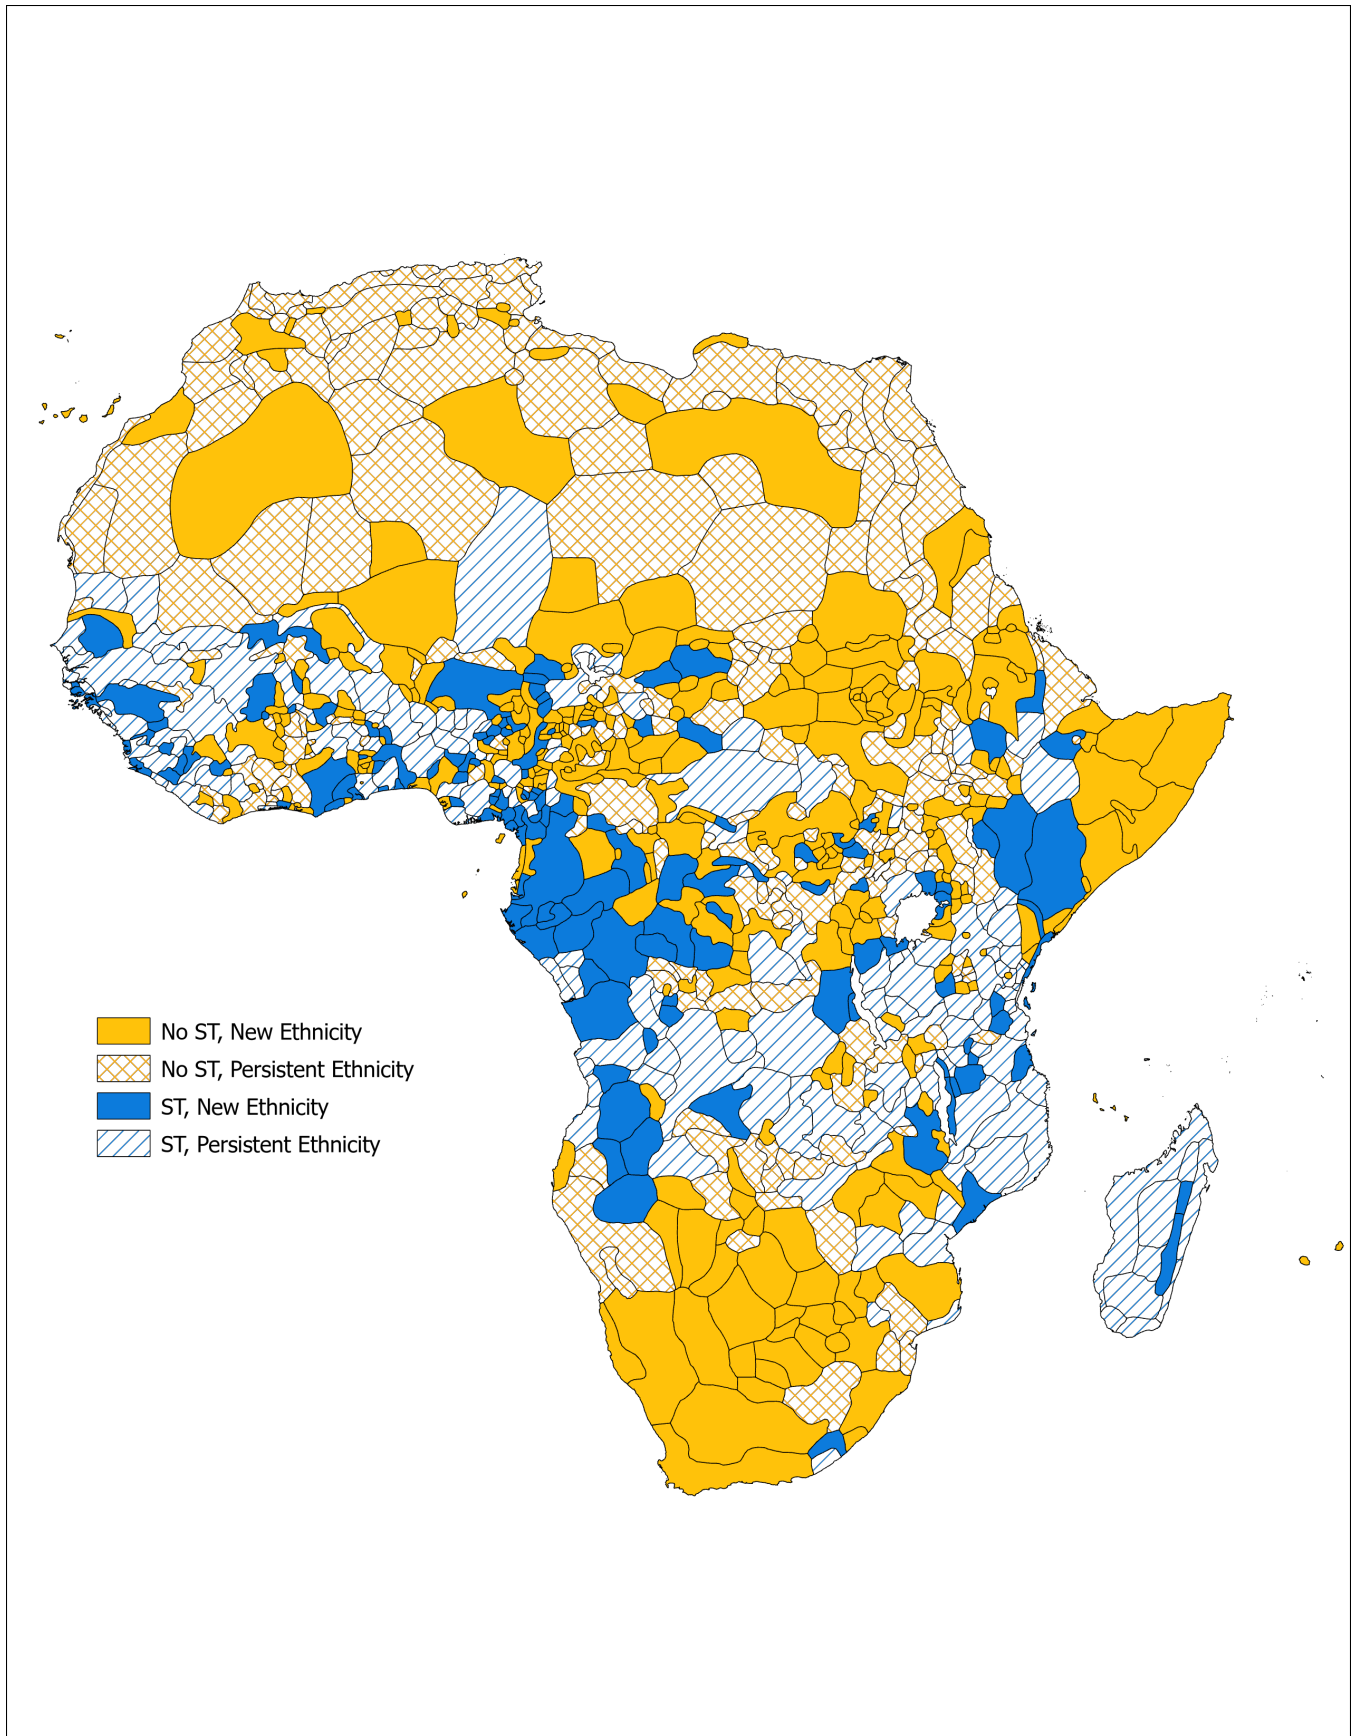 No ST, New Ethnicity
No ST, Persistent Ethnicity
ST, New Ethnicity
ST, Persistent Ethnicity